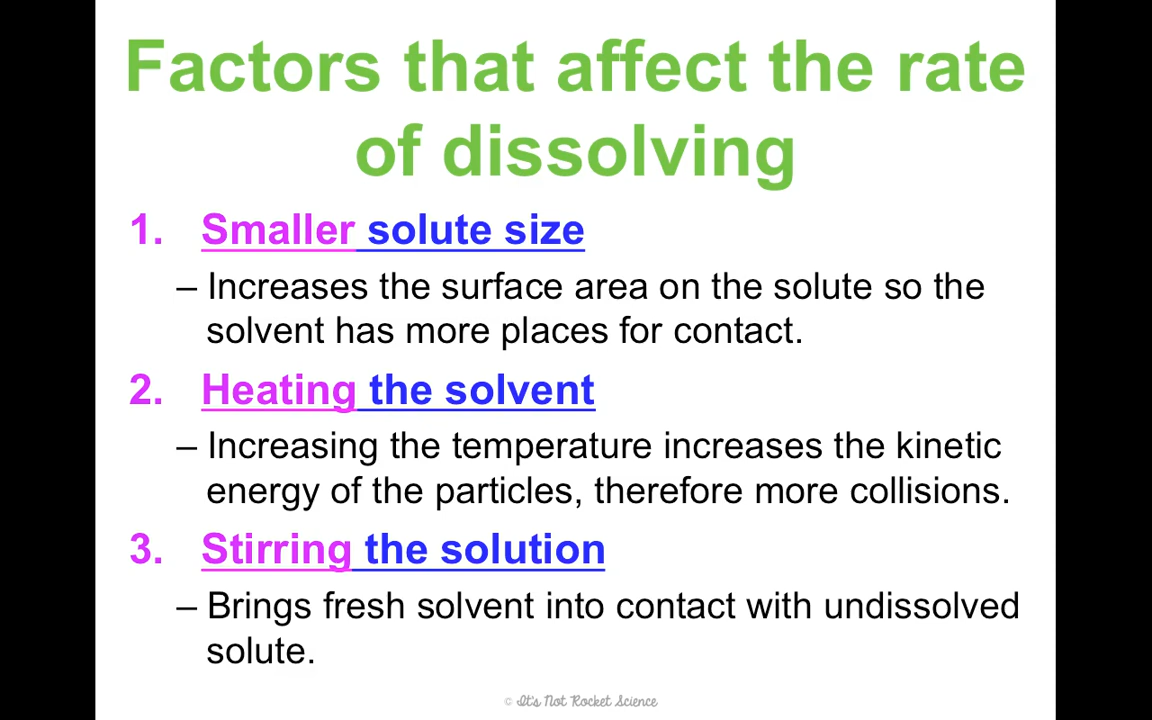 Factors that affect the rate
of dissolving
1. Smaller solute size
– Increases the surface area on the solute so the
solvent has more places for contact.
2. Heating the solvent
– Increasing the temperature increases the kinetic
energy of the particles, therefore more collisions.
3. Stirring the solution
– Brings fresh solvent into contact with undissolved
solute.
© It's Not Rocket Science